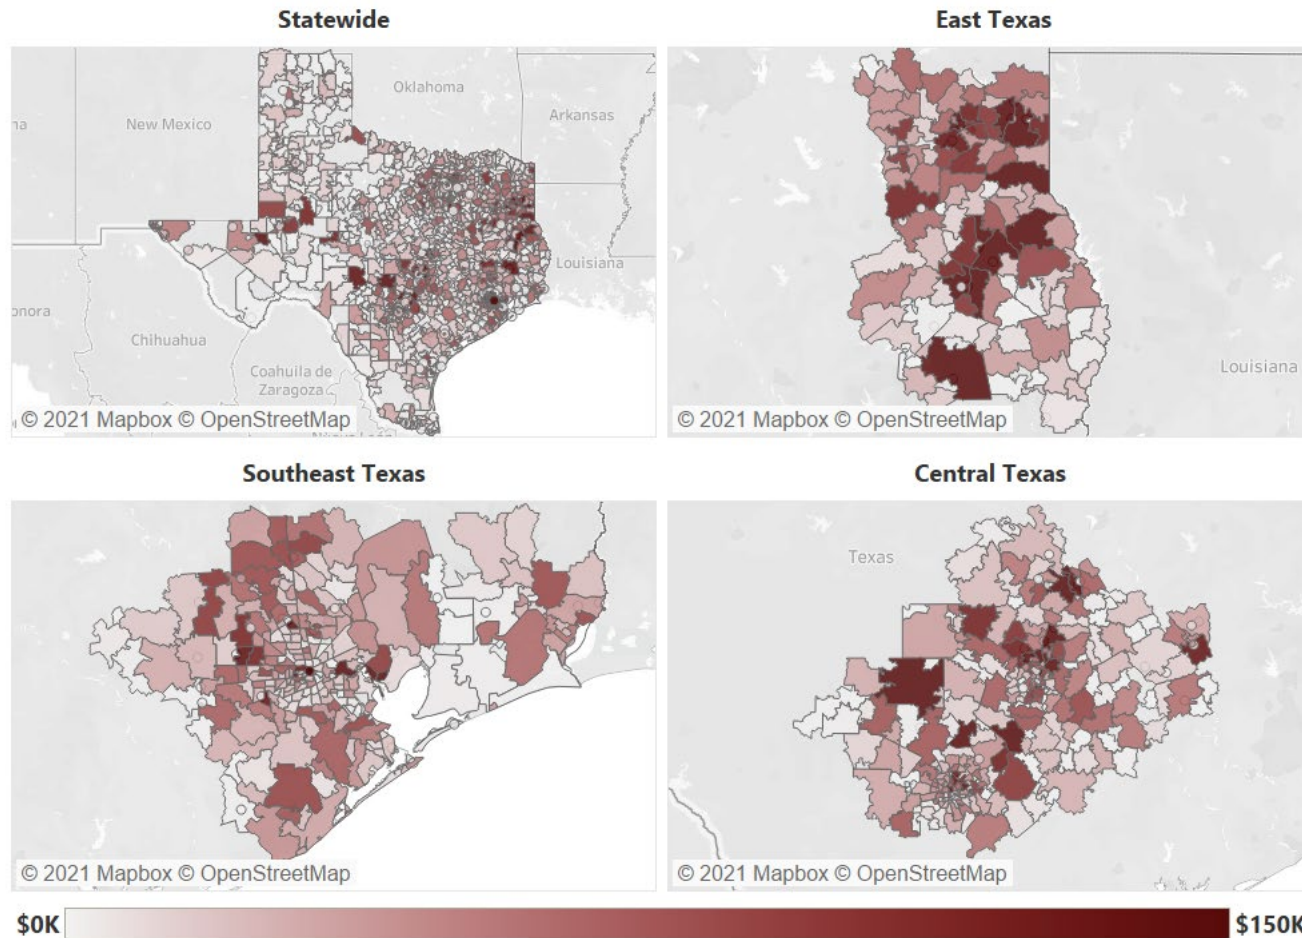 Statewide
East Texas
Oklahoma
Arkansas
New Mexico
Louisiana
Chihuahua
Coahuila de
Zaragoza
© 2021 Mapbox © OpenStreetMap
Louisiana
© 2021 Mapbox © OpenStreetMap
Southeast Texas
Central Texas
© 2021 Mapbox © OpenStreetMap
Texas
© 2021 Mapbox © OpenStreetMap
$0K
$150K